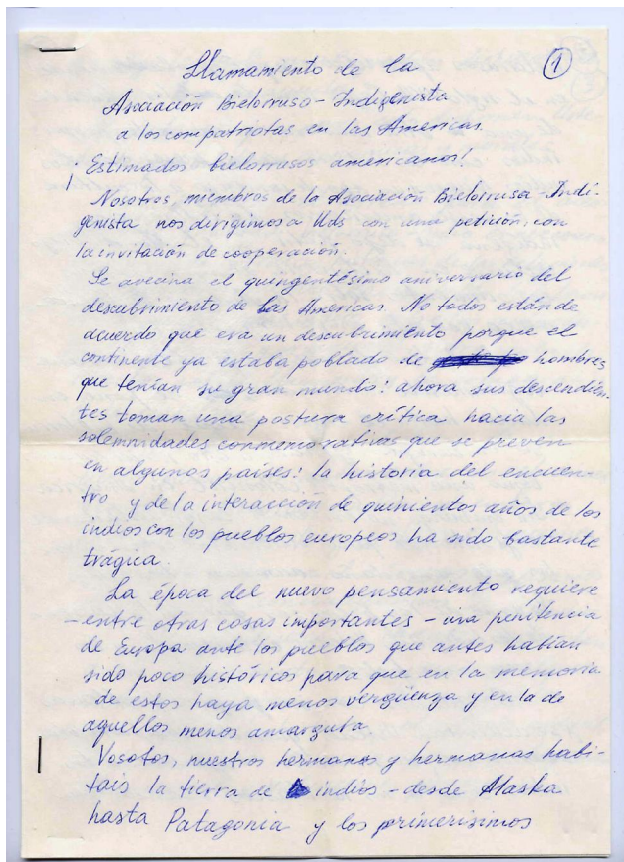 Llamamiento de la
1
Asociación Bielorrusa-Indigenista
a los compatriotas en las Américas.
¡Estimados bielorrusos americanos!
Nosotros, miembros de la Asociación Bielorrusa-Indi-
genista nos dirigimos a Uds con una petición, con
la invitación de cooperación.
Se avecina el quingentésimo aniversario del
descubrimiento de las Américas. No todos están de
acuerdo que era un descubrimiento porque el
continente ya estaba poblado de hombres
que tenían su gran mundo: ahora sus descendien-
tes toman una postura crítica hacia las
solemnidades conmemorativas que se preven
en algunos países: la historia del encuen-
tro y de la interacción de quinientos años de los
indios con los pueblos europeos ha sido bastante
trágica.
La época del nuevo pensamiento requiere
- entre otras cosas importantes - una penitencia
de Europa ante los pueblos que antes habían
sido poco históricos para que en la memoria
de estos haya menos vergüenza y en la de
aquellos menos amargura.
Vosotos, nuestros hermanos y hermanas habi-
tais la tierra de indios - desde Alaska
hasta Patagonia y los primerísimos